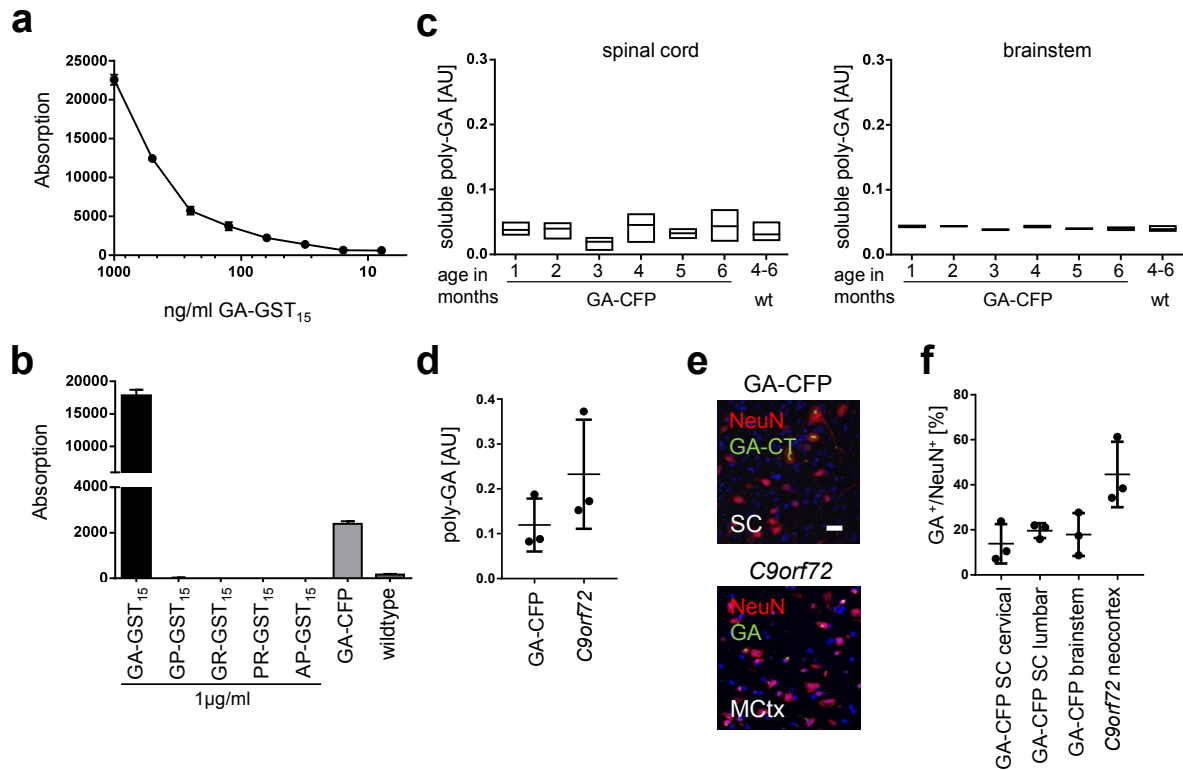 a
25000
20000
15000
10000
5000
0
Absorption
1000
100
10
ng/ml GA-GST15
c
spinal cord
0.3
0.2
0.1
0.0
soluble poly-GA [AU]
age in
months
1 2 3 4 5 6 4-6
GA-CFP
wt
brainstem
0.3
0.2
0.1
0.0
soluble poly-GA [AU]
age in
months
1 2 3 4 5 6 4-6
GA-CFP
wt
b
20000
15000
10000
4000
2000
0
Absorption
GA-GST15
GP-GST15
GR-GST15
PR-GST15
AP-GST15
GA-CFP
wildtype
1µg/ml
d
0.4
0.3
0.2
0.1
0.0
poly-GA [AU]
GA-CFP
C9orf72
e
GA-CFP
NeuN
GA-CT
SC
C9orf72
NeuN
GA
MCtx
f
80
60
40
20
0
GA+/NeuN+ [%]
GA-CFP SC cervical
GA-CFP SC lumbar
GA-CFP brainstem
C9orf72 neocortex